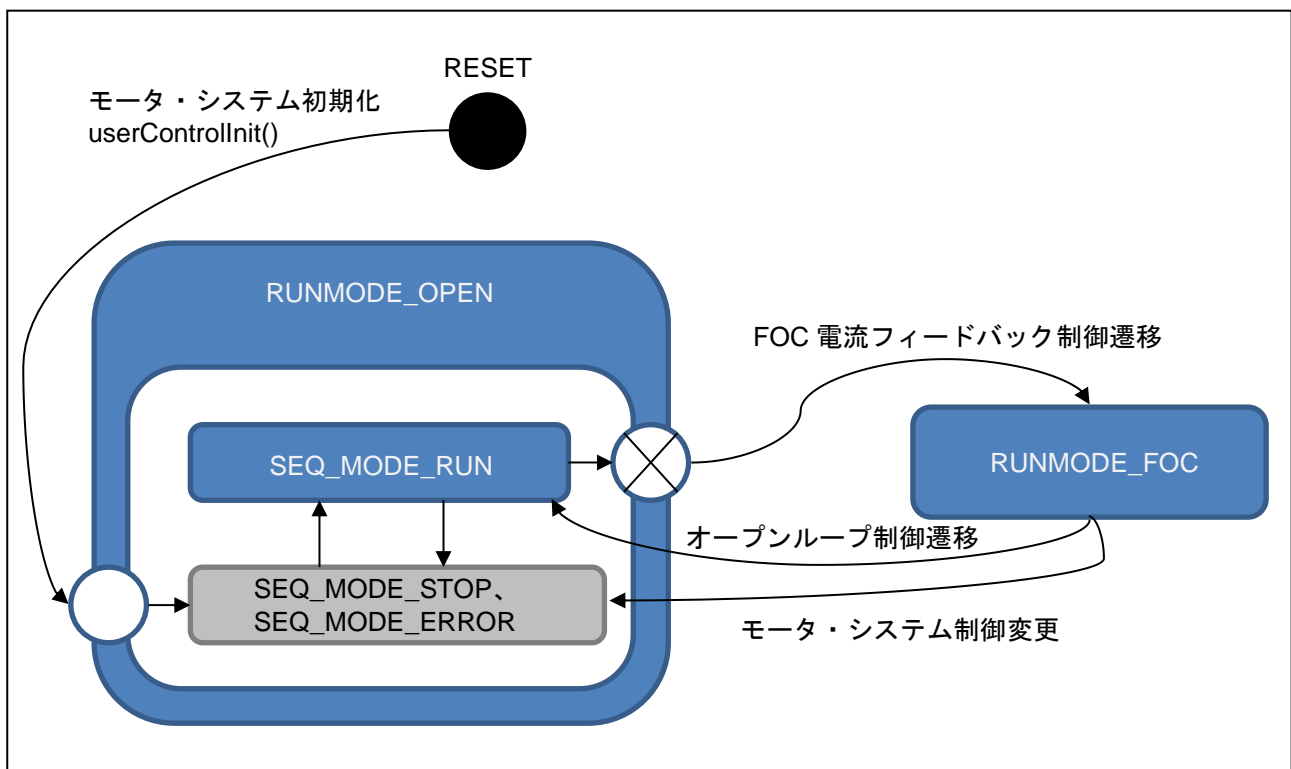 RESET
モータ・システム初期化
userControlInit()
RUNMODE_OPEN
FOC 電流フィードバック制御遷移
SEQ_MODE_RUN
RUNMODE_FOC
オープンループ制御遷移
SEQ_MODE_STOP、
SEQ_MODE_ERROR
モータ・システム制御変更